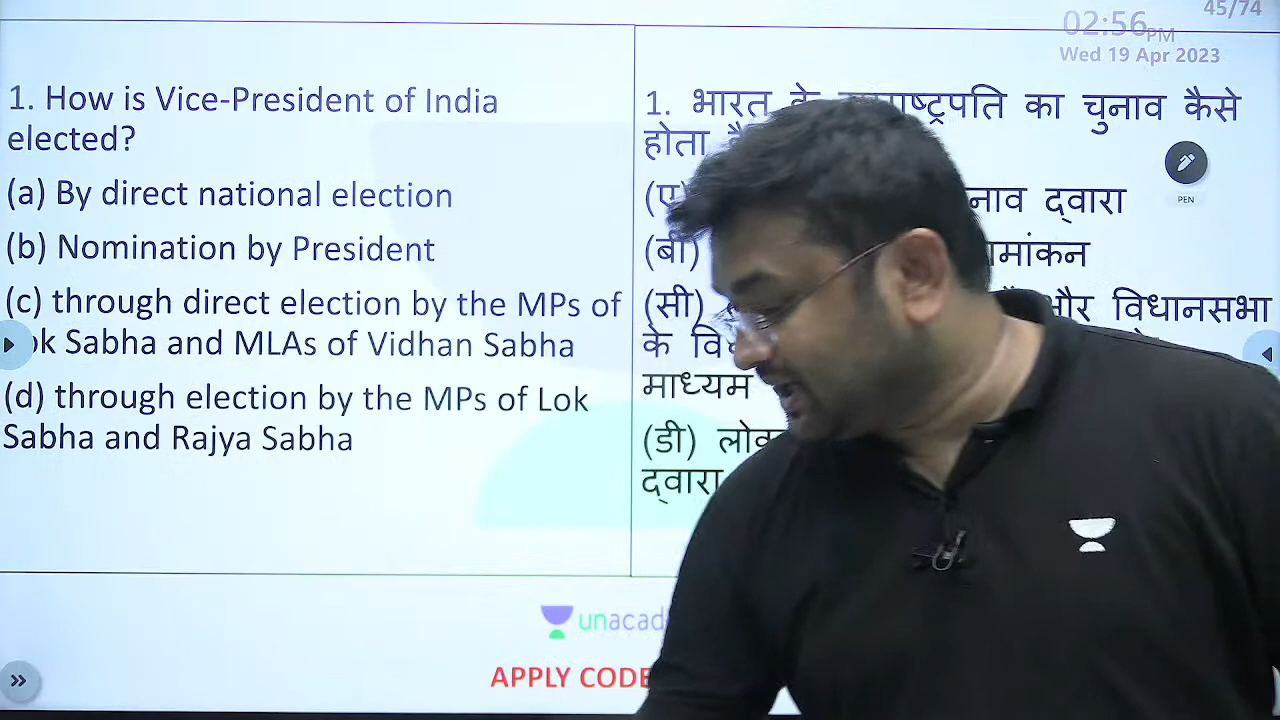 45/74
02:56PM
Wed 19 Apr 2023
1. How is Vice-President of India
elected?
(a) By direct national election
(b) Nomination by President
(c) through direct election by the MPs of
ok Sabha and MLAs of Vidhan Sabha
(d) through election by the MPs of Lok
Sabha and Rajya Sabha
1. भारत के का चुनाव कैसे
होता
द्वारा
(बी)
(सी) और विधानसभा
के
माध्यम
(डी)
द्वारा
PEN
unacad
APPLY CODE